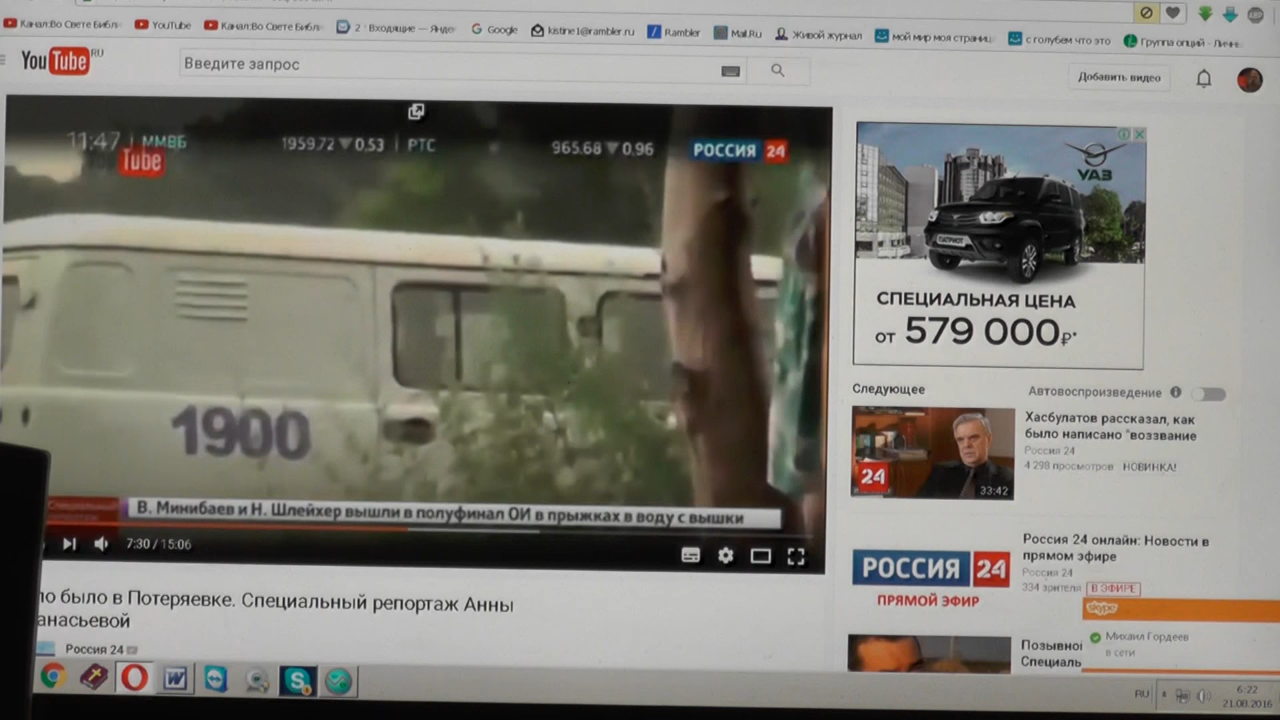 Канал:Во Свете Библ
YouTube
Канал:Во Свете Библ
2 · Входящие — Янде
Google
kistine1@rambler.ru
Rambler
Mail.Ru
Живой журнал
мой мир моя страниц
с голубем что это
Группа опций - Личн
YouTube RU
Введите запрос
Добавить видео
11:47 ММВБ 1959.72 ▼0,53 РТС 965.68 ▼0,96 РОССИЯ 24
Tube
1900
В. Минибаев и Н. Шлейхер вышли в полуфинал ОИ в прыжках в воду с вышки
7:30 / 15:06
ло было в Потеряевке. Специальный репортаж Анны
анасьевой
Россия 24
УАЗ
ПАТРИОТ
СПЕЦИАЛЬНАЯ ЦЕНА
от 579 000₽*
Следующее
Автовоспроизведение
24
33:42
Хасбулатов рассказал, как
было написано "воззвание
Россия 24
4 298 просмотров НОВИНКА!
РОССИЯ 24
ПРЯМОЙ ЭФИР
Россия 24 онлайн: Новости в
прямом эфире
Россия 24
334 зрителя В ЭФИРЕ
Позывної
Специаль
skype
Михаил Гордеев
в сети
RU
6:22
21.08.2016